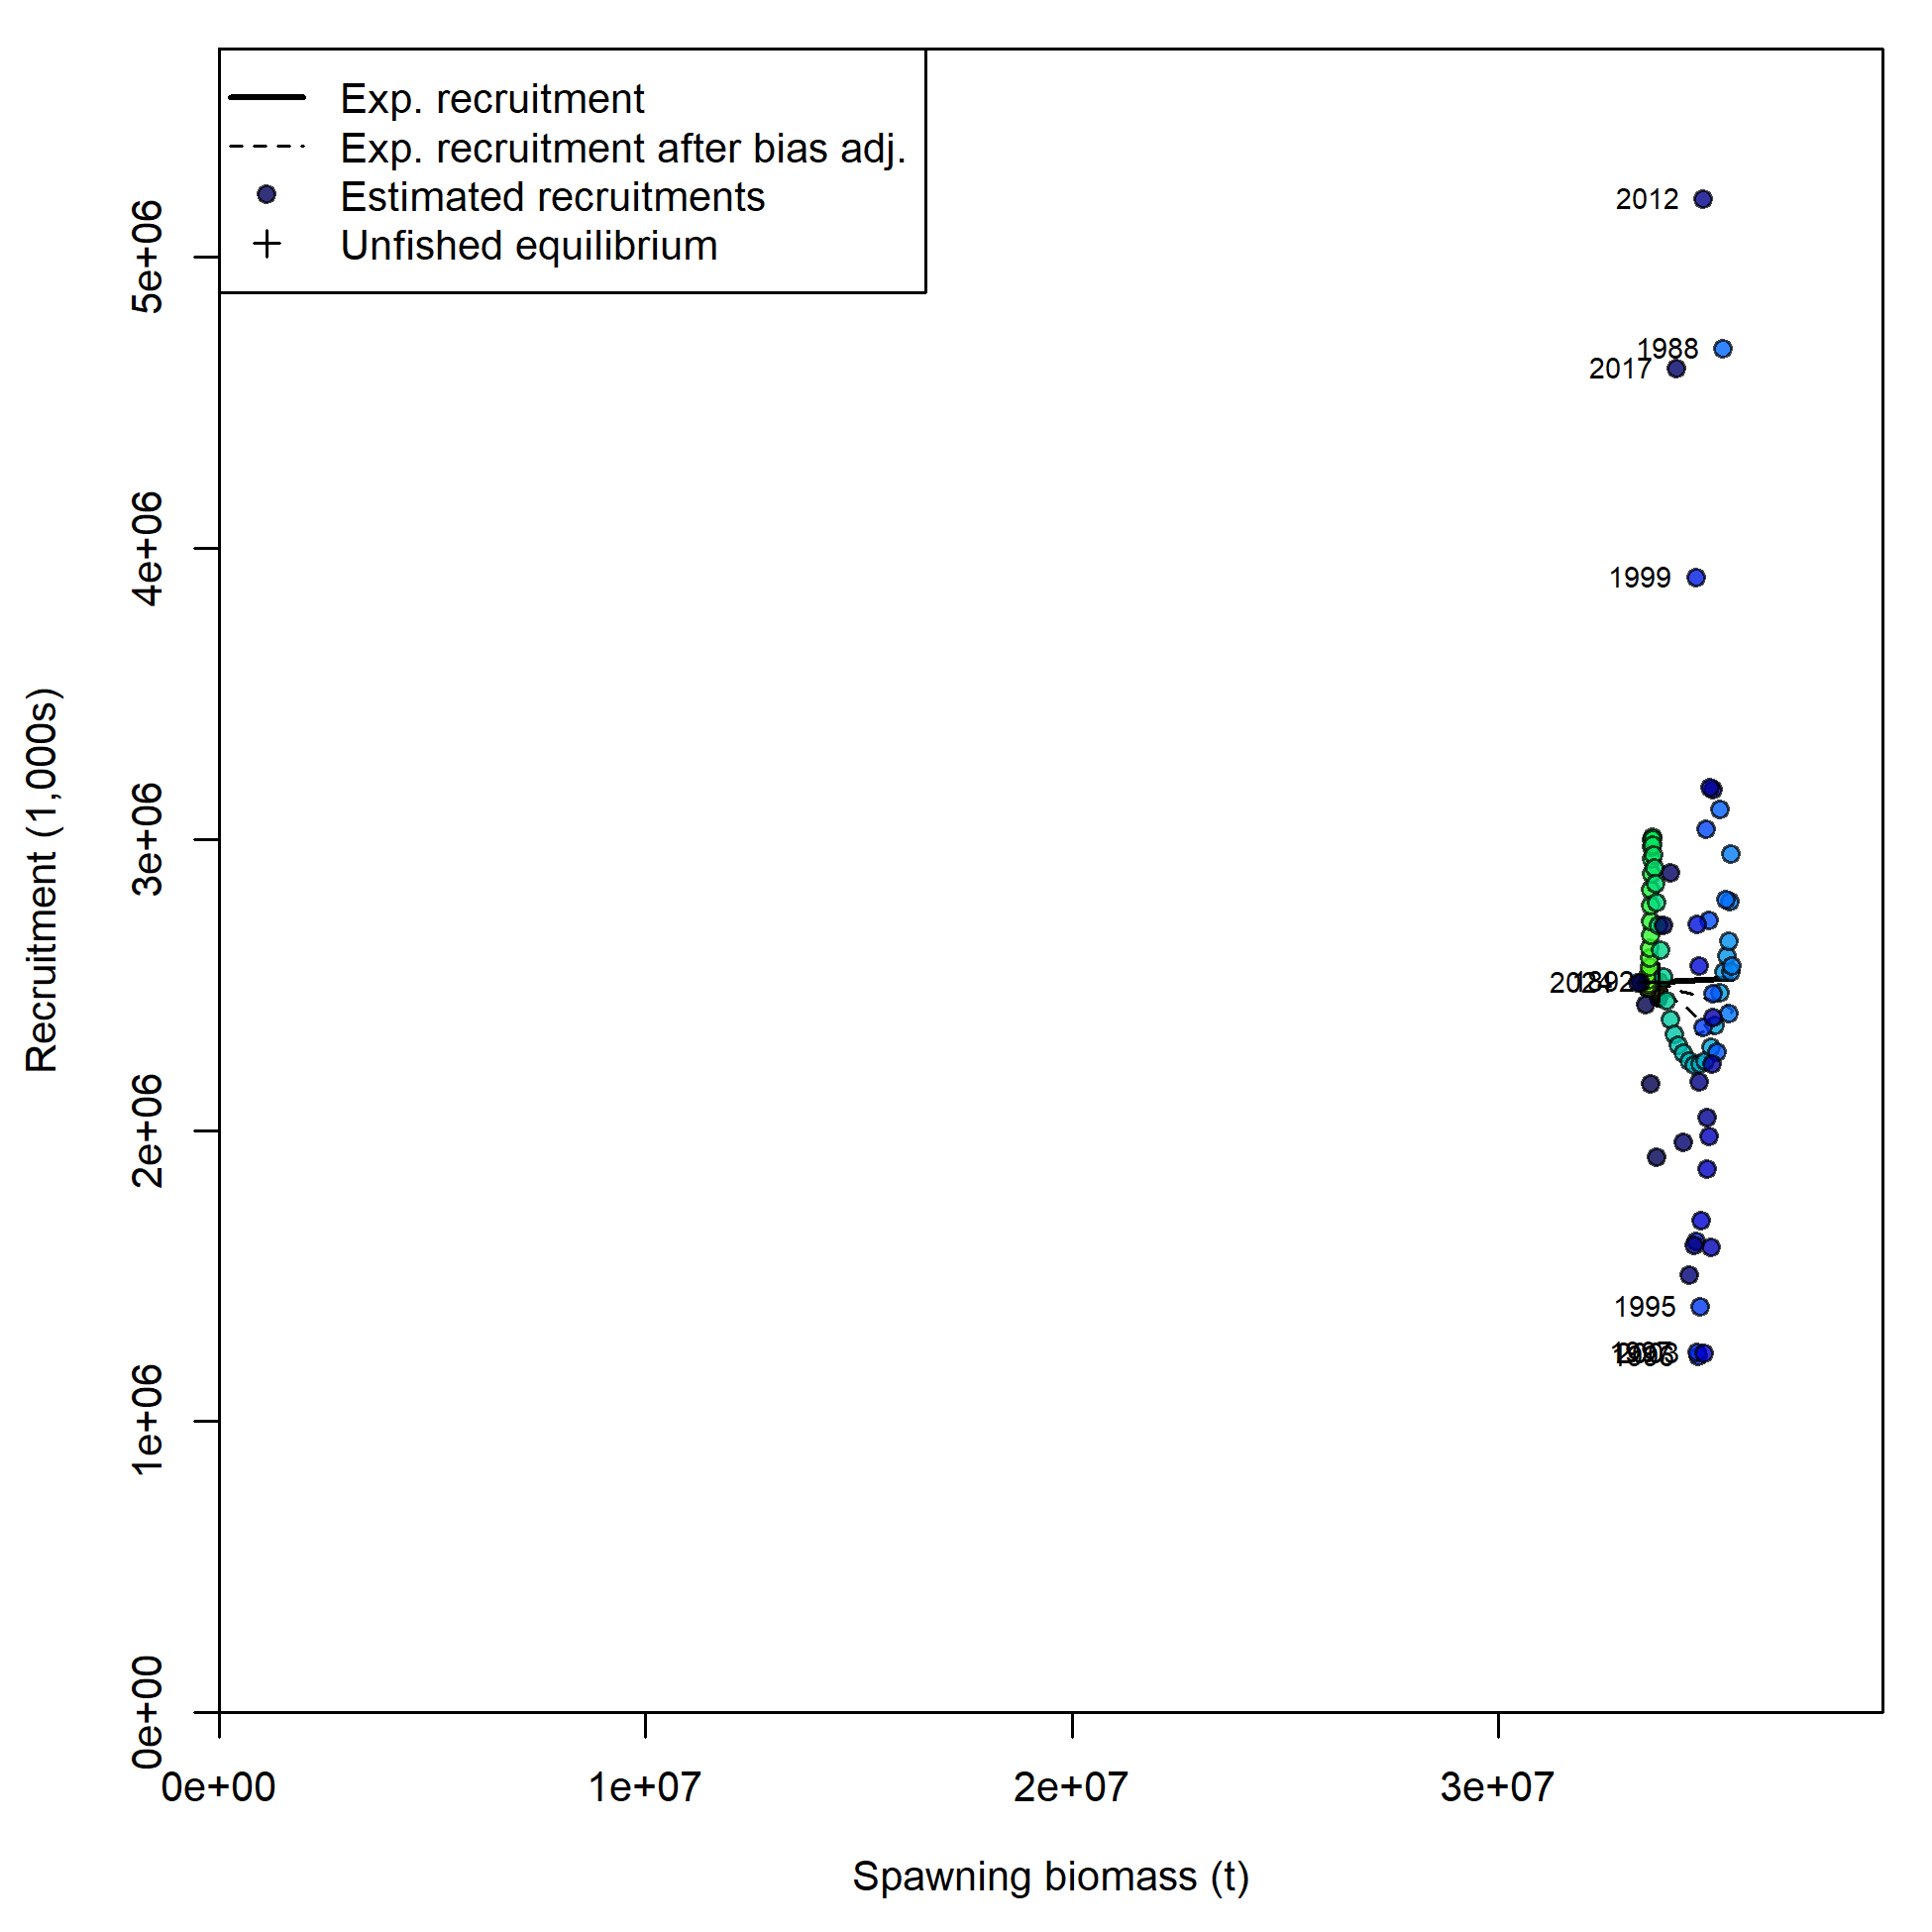 Exp. recruitment
Exp. recruitment after bias adj.
Estimated recruitments
Unfished equilibrium
5e+06
4e+06
3e+06
2e+06
1e+06
0e+00
Recruitment (1,000s)
2012
1988
2017
1999
2024
1892
1995
0e+00
1e+07
2e+07
3e+07
Spawning biomass (t)